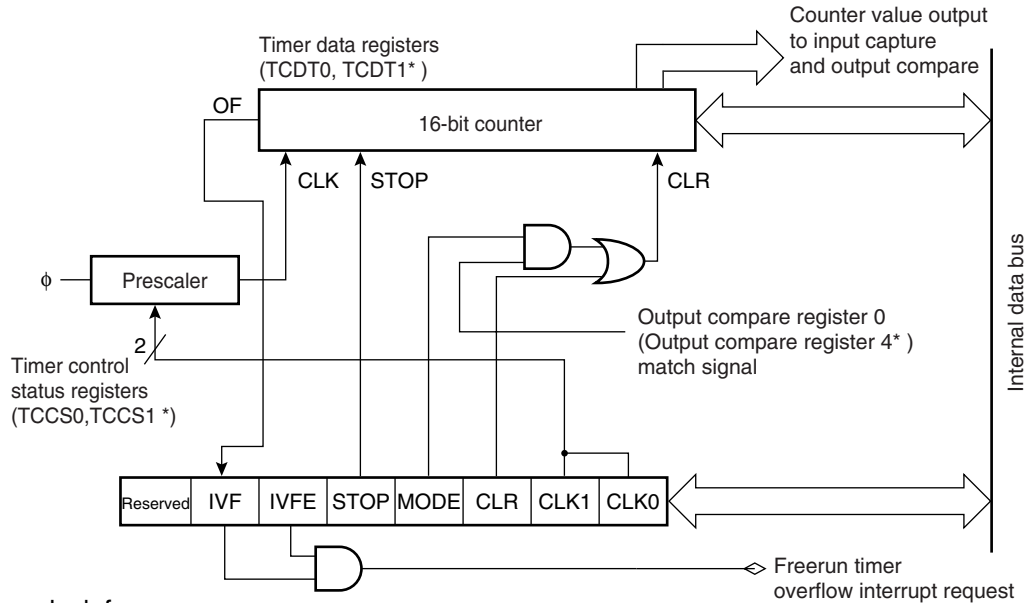 Counter value output
to input capture
and output compare
Timer data registers
(TCDT0, TCDT1* )
OF
16-bit counter
CLK
STOP
CLR
Internal data bus
ϕ
Prescaler
2
Output compare register 0
(Output compare register 4* )
match signal
Timer control
status registers
(TCCS0,TCCS1 *)
Reserved IVF IVFE STOP MODE CLR CLK1 CLK0
Freerun timer
overflow interrupt request